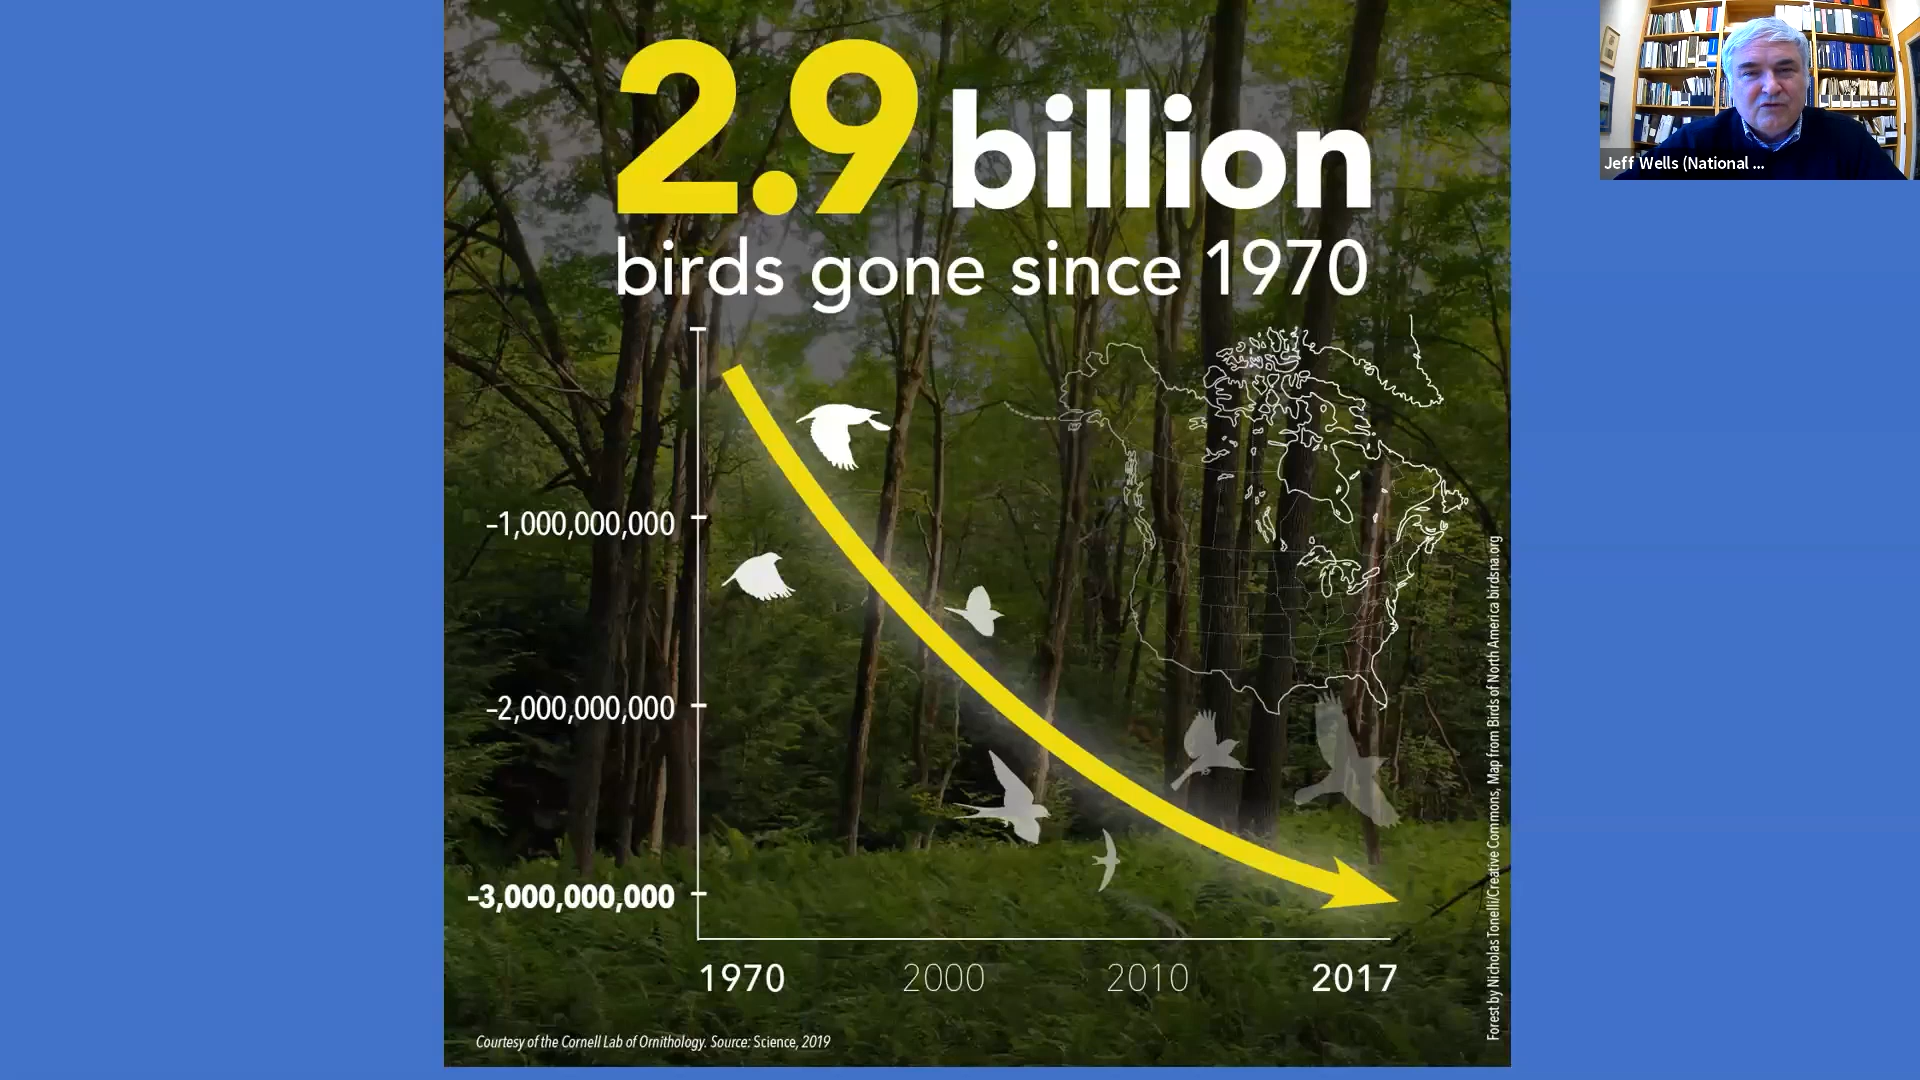 2.9 billion
birds gone since 1970
–1,000,000,000
–2,000,000,000
-3,000,000,000
1970 2000 2010 2017
Courtesy of the Cornell Lab of Ornithology. Source: Science, 2019
Forest by Nicholas Tonelli/Creative Commons, Map from Birds of North America birdsna.org
Jeff Wells (National ...